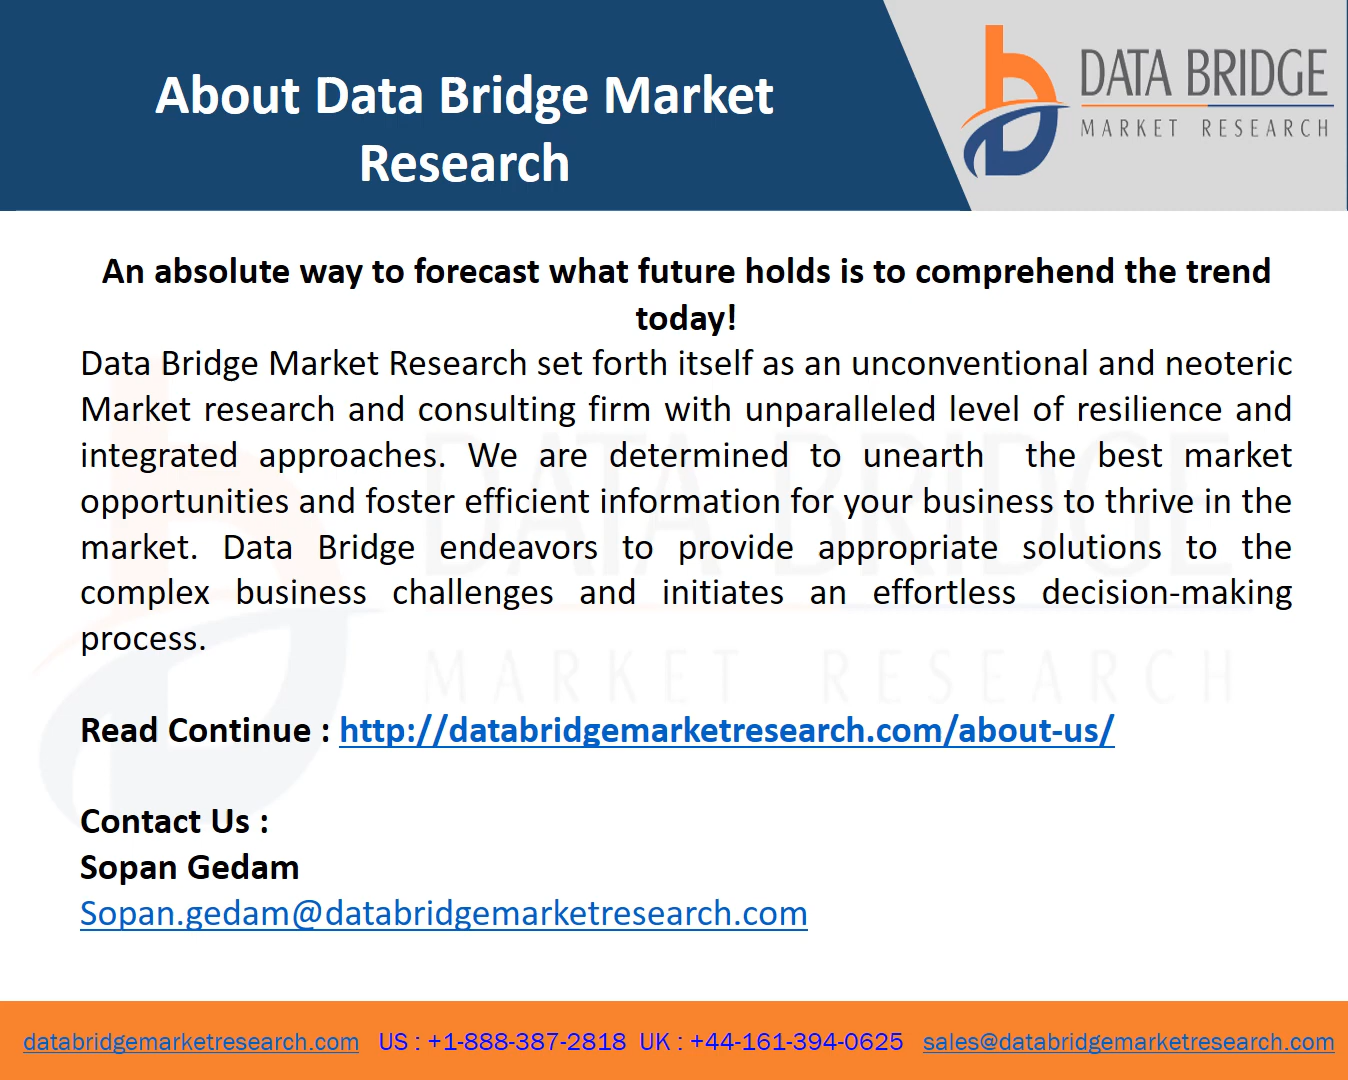 About Data Bridge Market
Research
DATA BRIDGE
MARKET RESEARCH
An absolute way to forecast what future holds is to comprehend the trend
today!
Data Bridge Market Research set forth itself as an unconventional and neoteric
Market research and consulting firm with unparalleled level of resilience and
integrated approaches. We are determined to unearth the best market
opportunities and foster efficient information for your business to thrive in the
market. Data Bridge endeavors to provide appropriate solutions to the
complex business challenges and initiates an effortless decision-making
process.
DATA BRIDGE
MARKET RESEARCH
Read Continue : http://databridgemarketresearch.com/about-us/
Contact Us :
Sopan Gedam
Sopan.gedam@databridgemarketresearch.com
databridgemarketresearch.com US : +1-888-387-2818 UK : +44-161-394-0625 sales@databridgemarketresearch.com